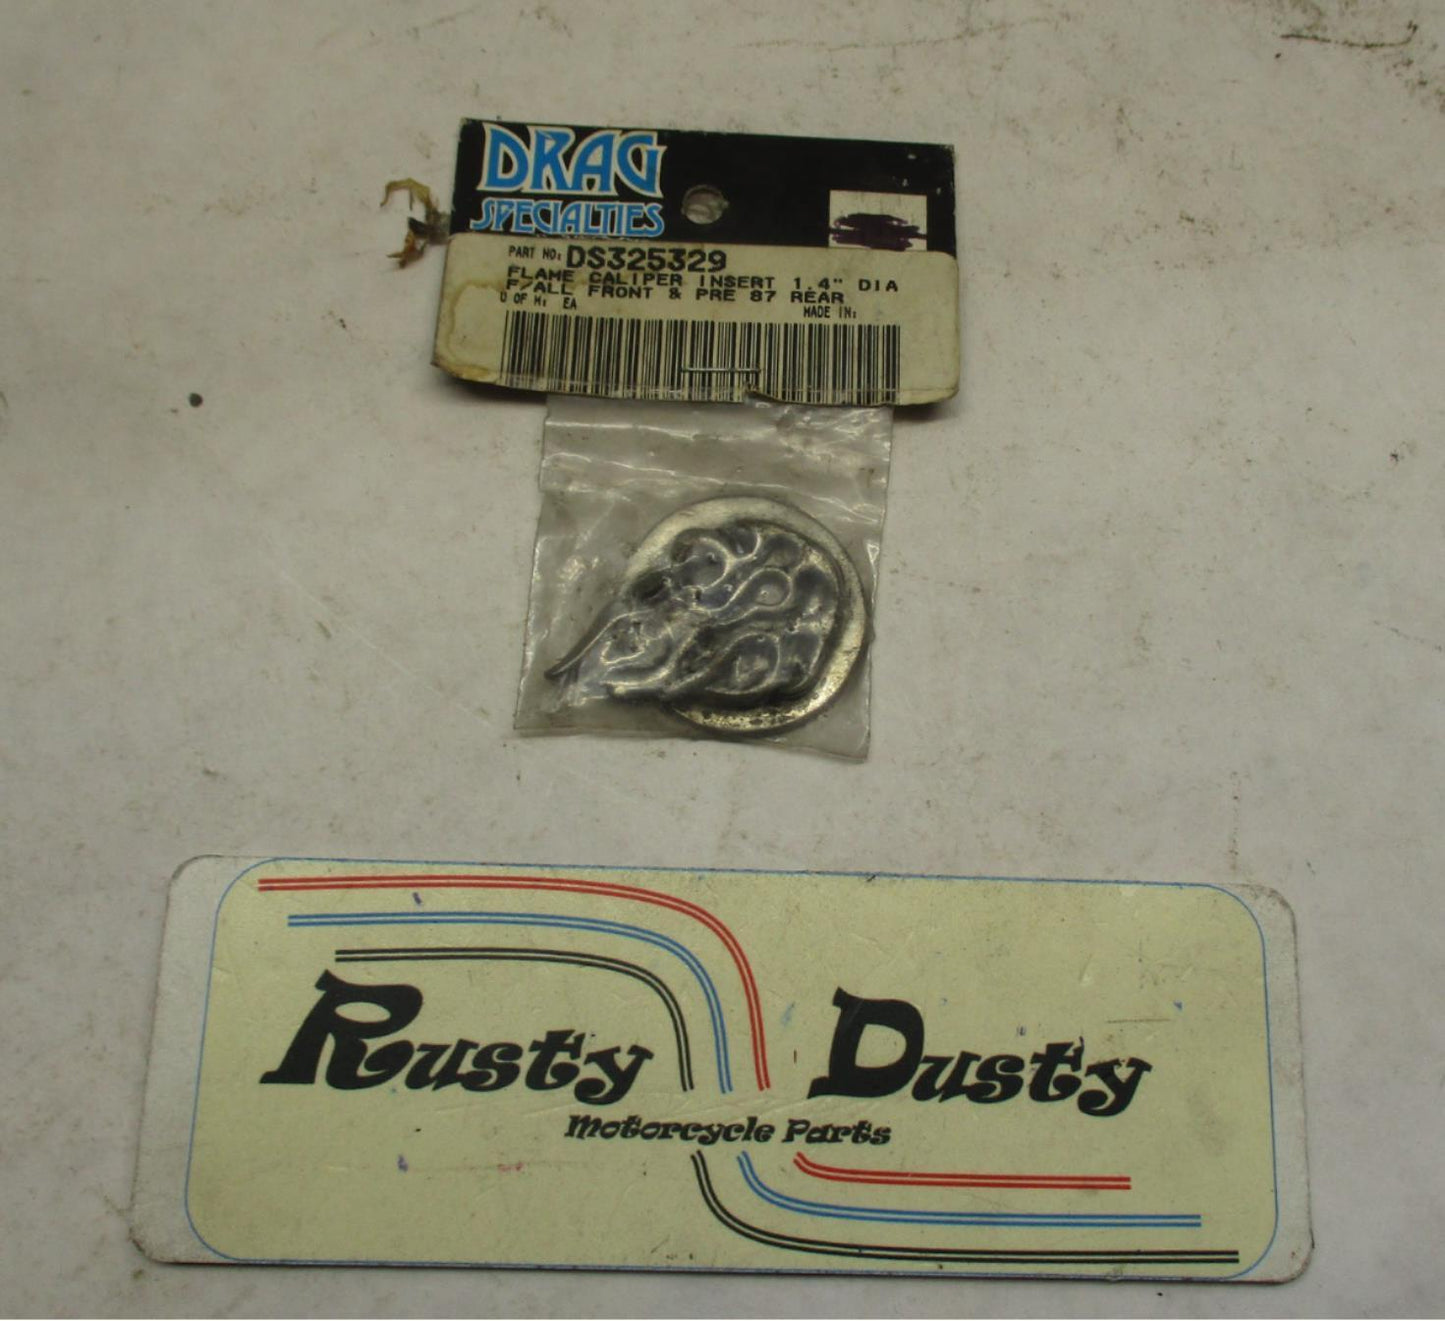 DRAG
SPECIALTIES
PART NO: DS325329
FLAME CALIPER INSERT 1.4" DIA
F/ALL FRONT & PRE 87 REAR
U OF M: EA MADE IN:
Rusty Dusty
Motorcycle Parts